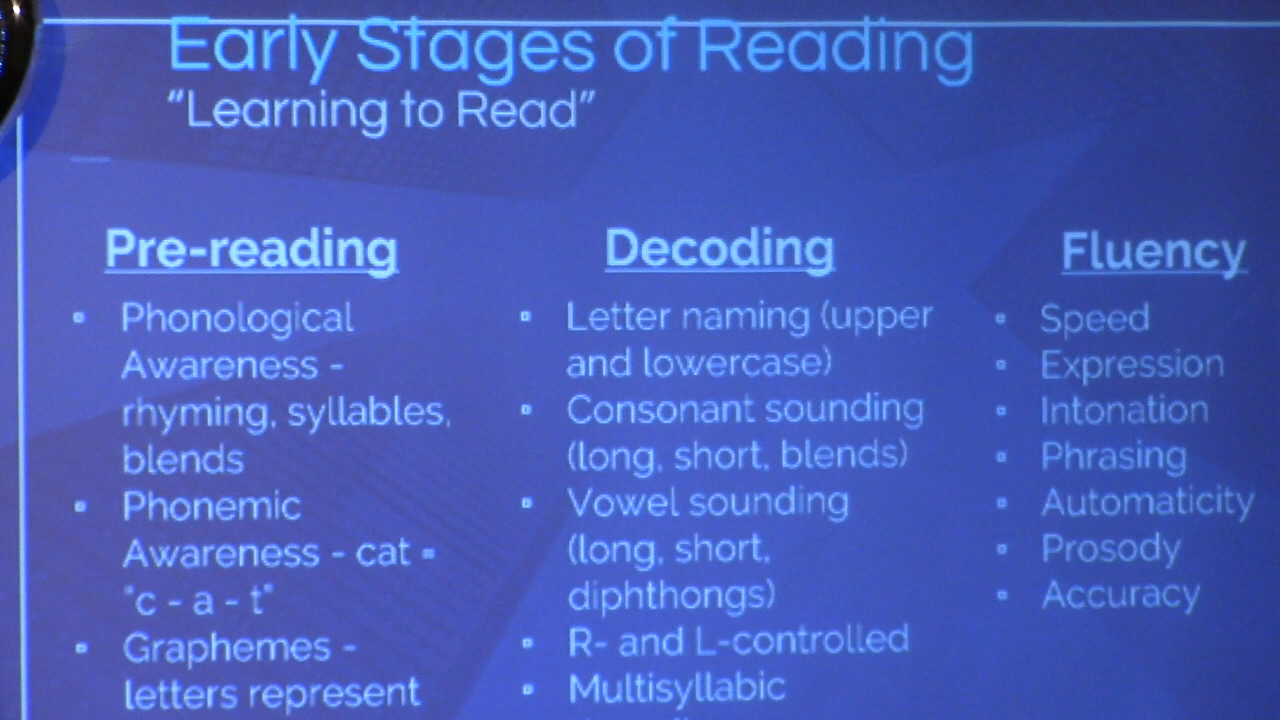 Early Stages of Reading
“Learning to Read”
Pre-reading
▫ Phonological
Awareness -
rhyming, syllables,
blends
▫ Phonemic
Awareness - cat =
"c - a - t"
▫ Graphemes -
letters represent
Decoding
▫ Letter naming (upper
and lowercase)
▫ Consonant sounding
(long, short, blends)
▫ Vowel sounding
(long, short,
diphthongs)
▫ R- and L-controlled
▫ Multisyllabic
Fluency
▫ Speed
▫ Expression
▫ Intonation
▫ Phrasing
▫ Automaticity
▫ Prosody
▫ Accuracy